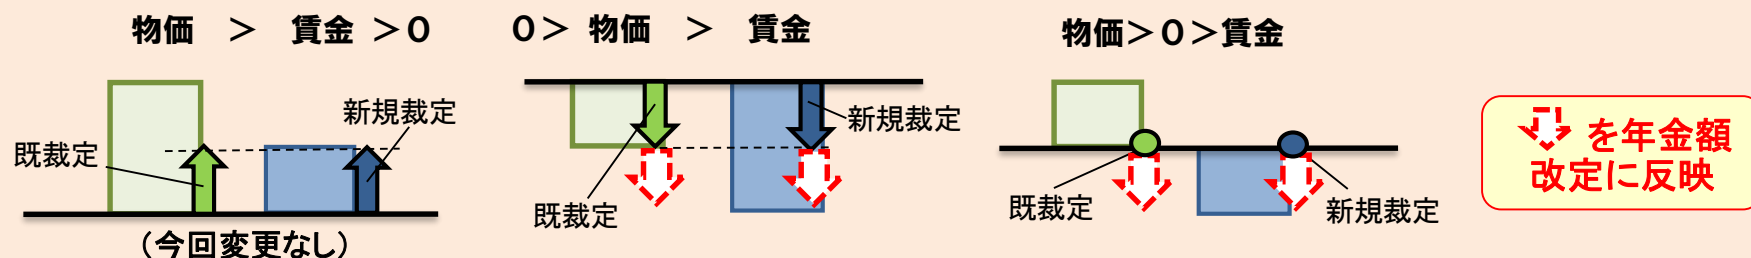 物価 > 賃金 >0
既裁定
新規裁定
(今回変更なし)
0> 物価 > 賃金
新規裁定
既裁定
物価>0>賃金
既裁定
新規裁定
を年金額
改定に反映